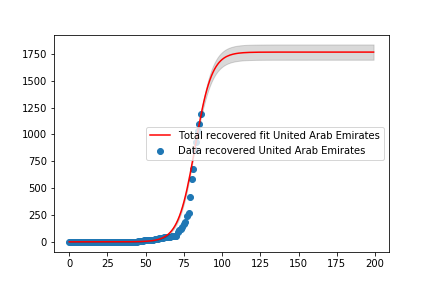 1750
1500
1250
1000
750
500
250
0
Total recovered fit United Arab Emirates
Data recovered United Arab Emirates
0 25 50 75 100 125 150 175 200